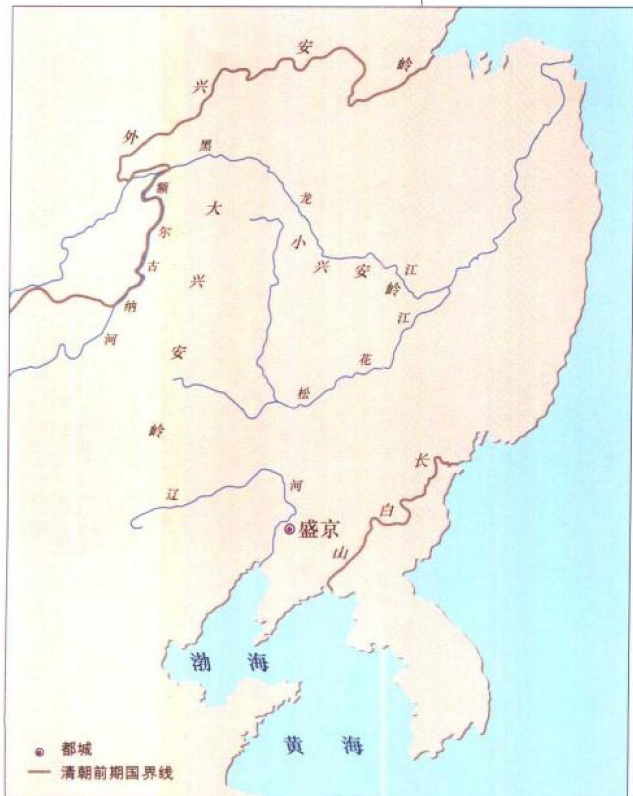 外兴安岭
黑龙江
额尔古纳河
大兴安岭
小兴安岭
松花江
辽河
长白山
盛京
渤海
黄海
都城
清朝前期国界线